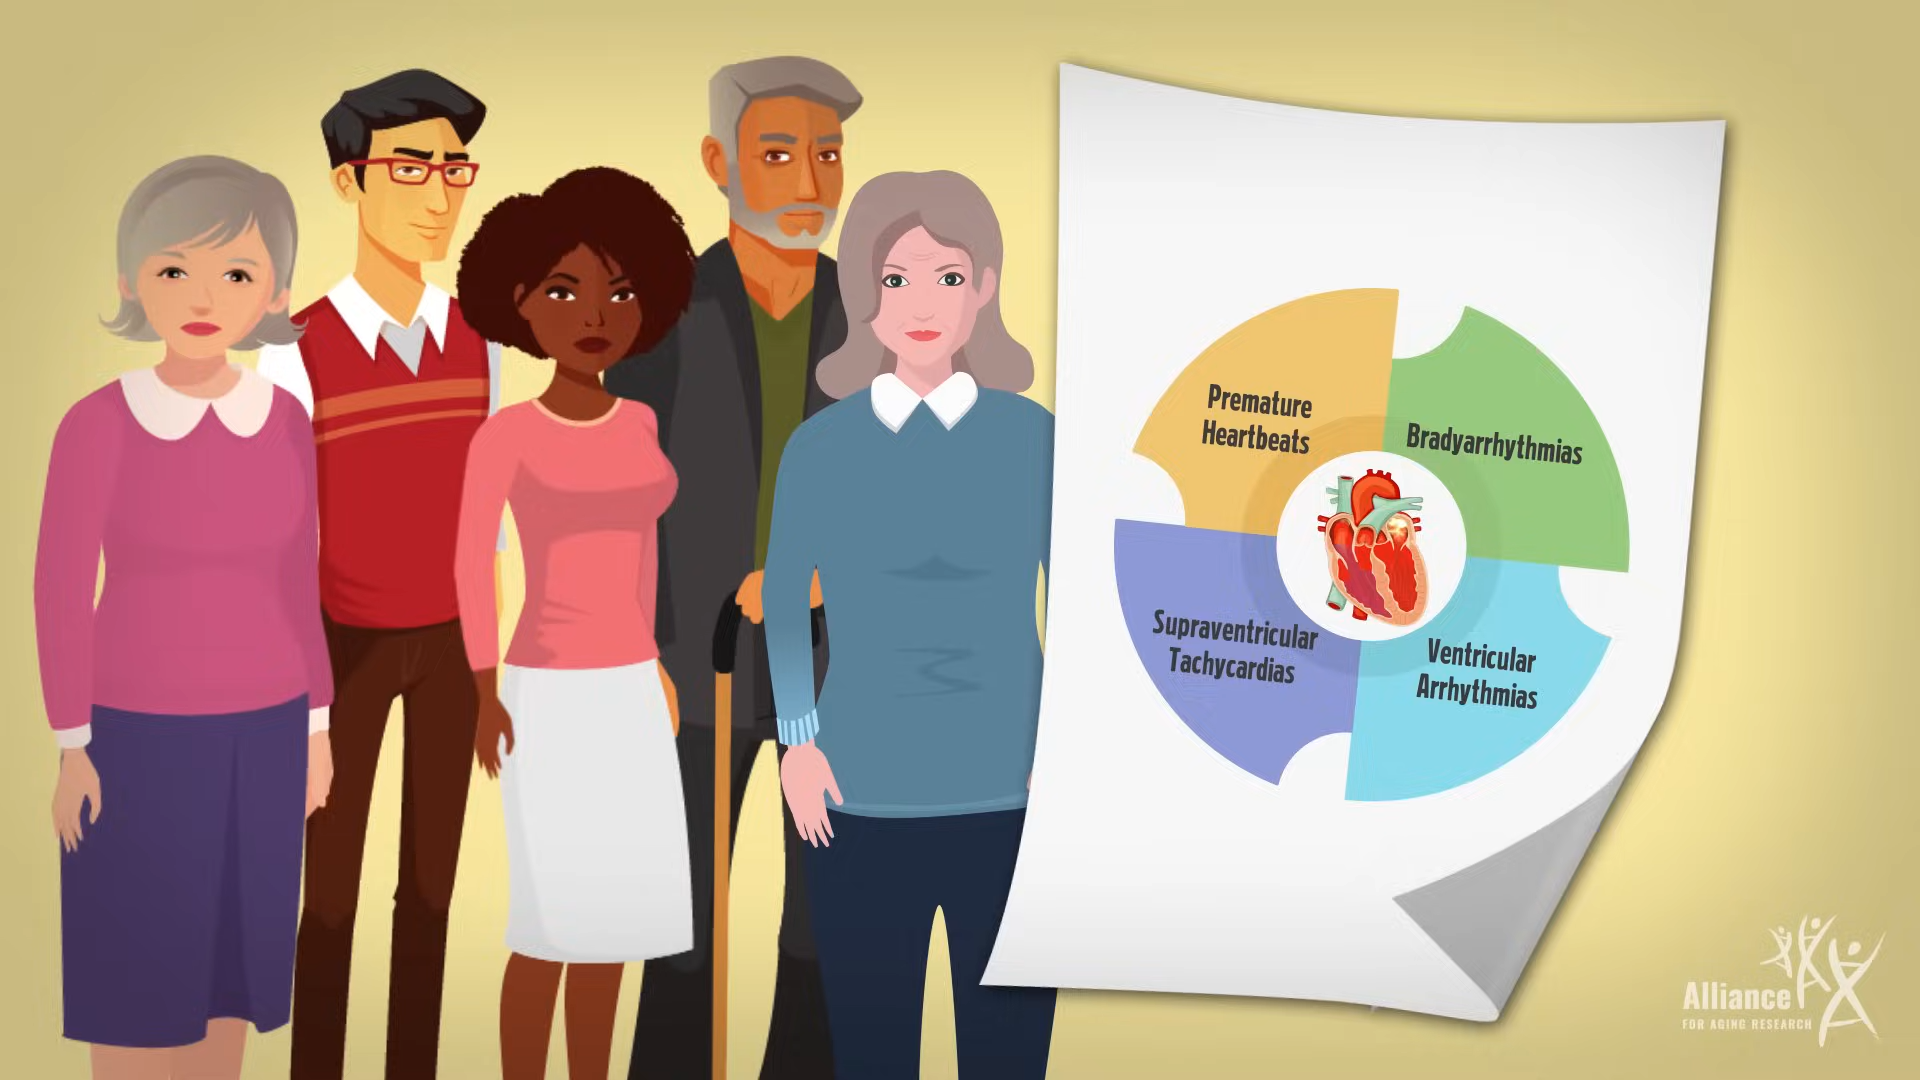 Premature
Heartbeats
Bradyarrhythmias
Supraventricular
Tachycardias
Ventricular
Arrhythmias
Alliance
FOR AGING RESEARCH